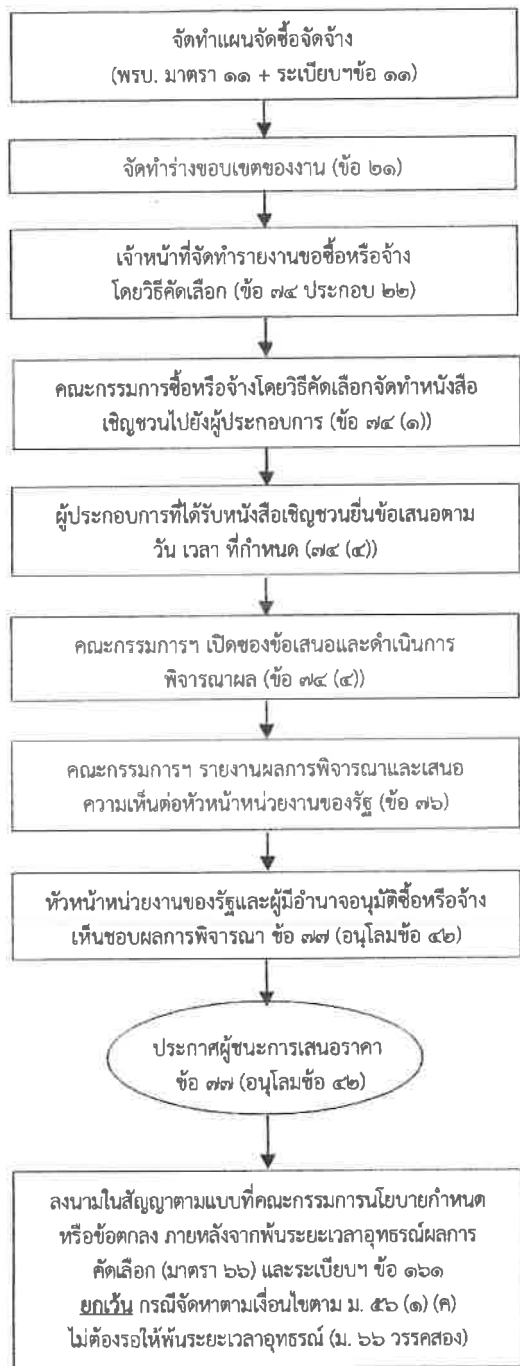 จัดทำแผนจัดซื้อจัดจ้าง
(พรบ. มาตรา ๑๑ + ระเบียบฯข้อ ๑๑)
จัดทำร่างขอบเขตของงาน (ข้อ ๒๑)
เจ้าหน้าที่จัดทำรายงานขอซื้อหรือจ้าง
โดยวิธีคัดเลือก (ข้อ ๗๔ ประกอบ ๒๒)
คณะกรรมการซื้อหรือจ้างโดยวิธีคัดเลือกจัดทำหนังสือ
เชิญชวนไปยังผู้ประกอบการ (ข้อ ๗๔ (๑))
ผู้ประกอบการที่ได้รับหนังสือเชิญชวนยื่นข้อเสนอตาม
วัน เวลา ที่กำหนด (๗๔ (๔))
คณะกรรมการฯ เปิดซองข้อเสนอและดำเนินการ
พิจารณาผล (ข้อ ๗๔ (๔))
คณะกรรมการฯ รายงานผลการพิจารณาและเสนอ
ความเห็นต่อหัวหน้าหน่วยงานของรัฐ (ข้อ ๗๖)
หัวหน้าหน่วยงานของรัฐและผู้มีอำนาจอนุมัติซื้อหรือจ้าง
เห็นชอบผลการพิจารณา ข้อ ๗๗ (อนุโลมข้อ ๔๒)
ประกาศผู้ชนะการเสนอราคา
ข้อ ๗๗ (อนุโลมข้อ ๔๒)
ลงนามในสัญญาตามแบบที่คณะกรรมการนโยบายกำหนด
หรือข้อตกลง ภายหลังจากพ้นระยะเวลาอุทธรณ์ผลการ
คัดเลือก (มาตรา ๖๖) และระเบียบฯ ข้อ ๑๖๑
ยกเว้น กรณีจัดหาตามเงื่อนไขตาม ม. ๕๖ (๑) (ค)
ไม่ต้องรอให้พ้นระยะเวลาอุทธรณ์ (ม. ๖๖ วรรคสอง)